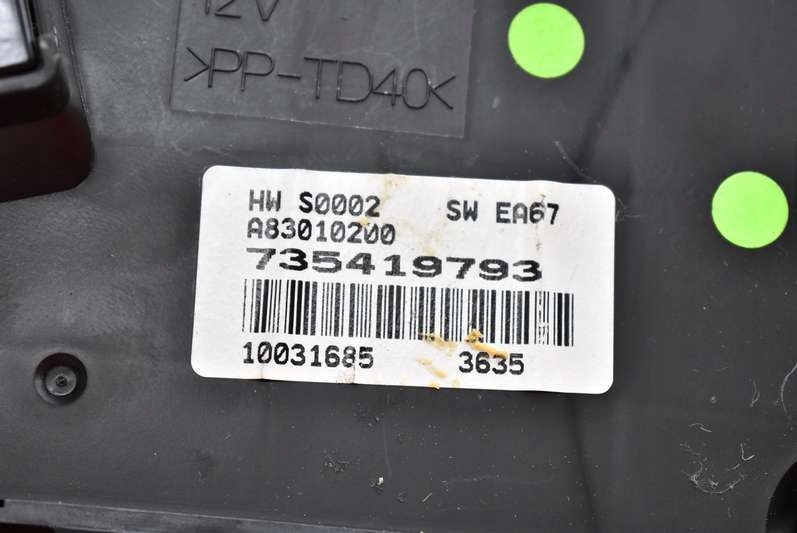 12V
>PP-TD40<
HW S0002 SW EA67
A83010200
735419793
10031685 3635